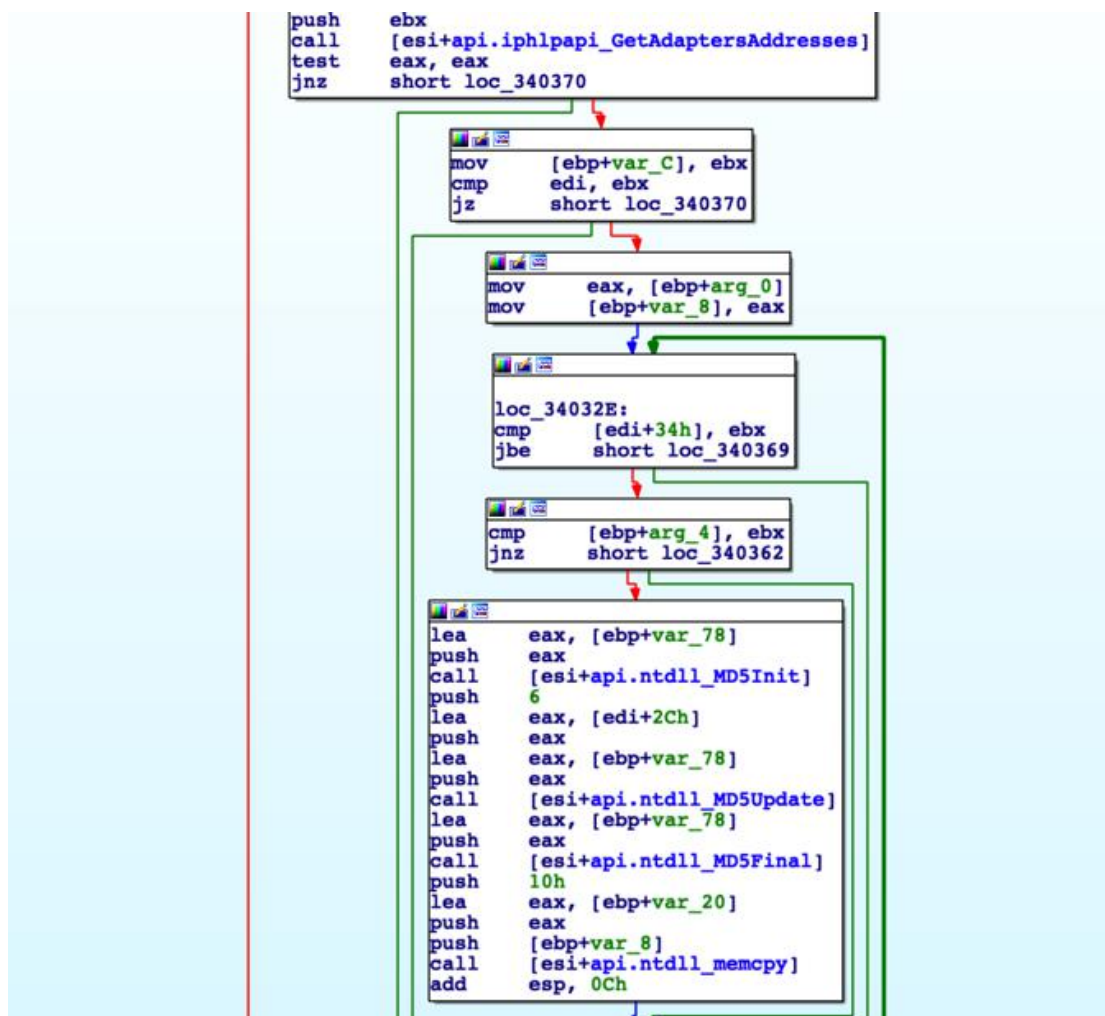 push ebx
call [esi+api.iphlpapi_GetAdaptersAddresses]
test eax, eax
jnz short loc_340370
mov [ebp+var_C], ebx
cmp edi, ebx
jz short loc_340370
mov eax, [ebp+arg_0]
mov [ebp+var_8], eax
loc_34032E:
cmp [edi+34h], ebx
jbe short loc_340369
cmp [ebp+arg_4], ebx
jnz short loc_340362
lea eax, [ebp+var_78]
push eax
call [esi+api.ntdll_MD5Init]
push 6
lea eax, [edi+2Ch]
push eax
lea eax, [ebp+var_78]
push eax
call [esi+api.ntdll_MD5Update]
lea eax, [ebp+var_78]
push eax
call [esi+api.ntdll_MD5Final]
push 10h
lea eax, [ebp+var_20]
push eax
push [ebp+var_8]
call [esi+api.ntdll_memcpy]
add esp, 0Ch